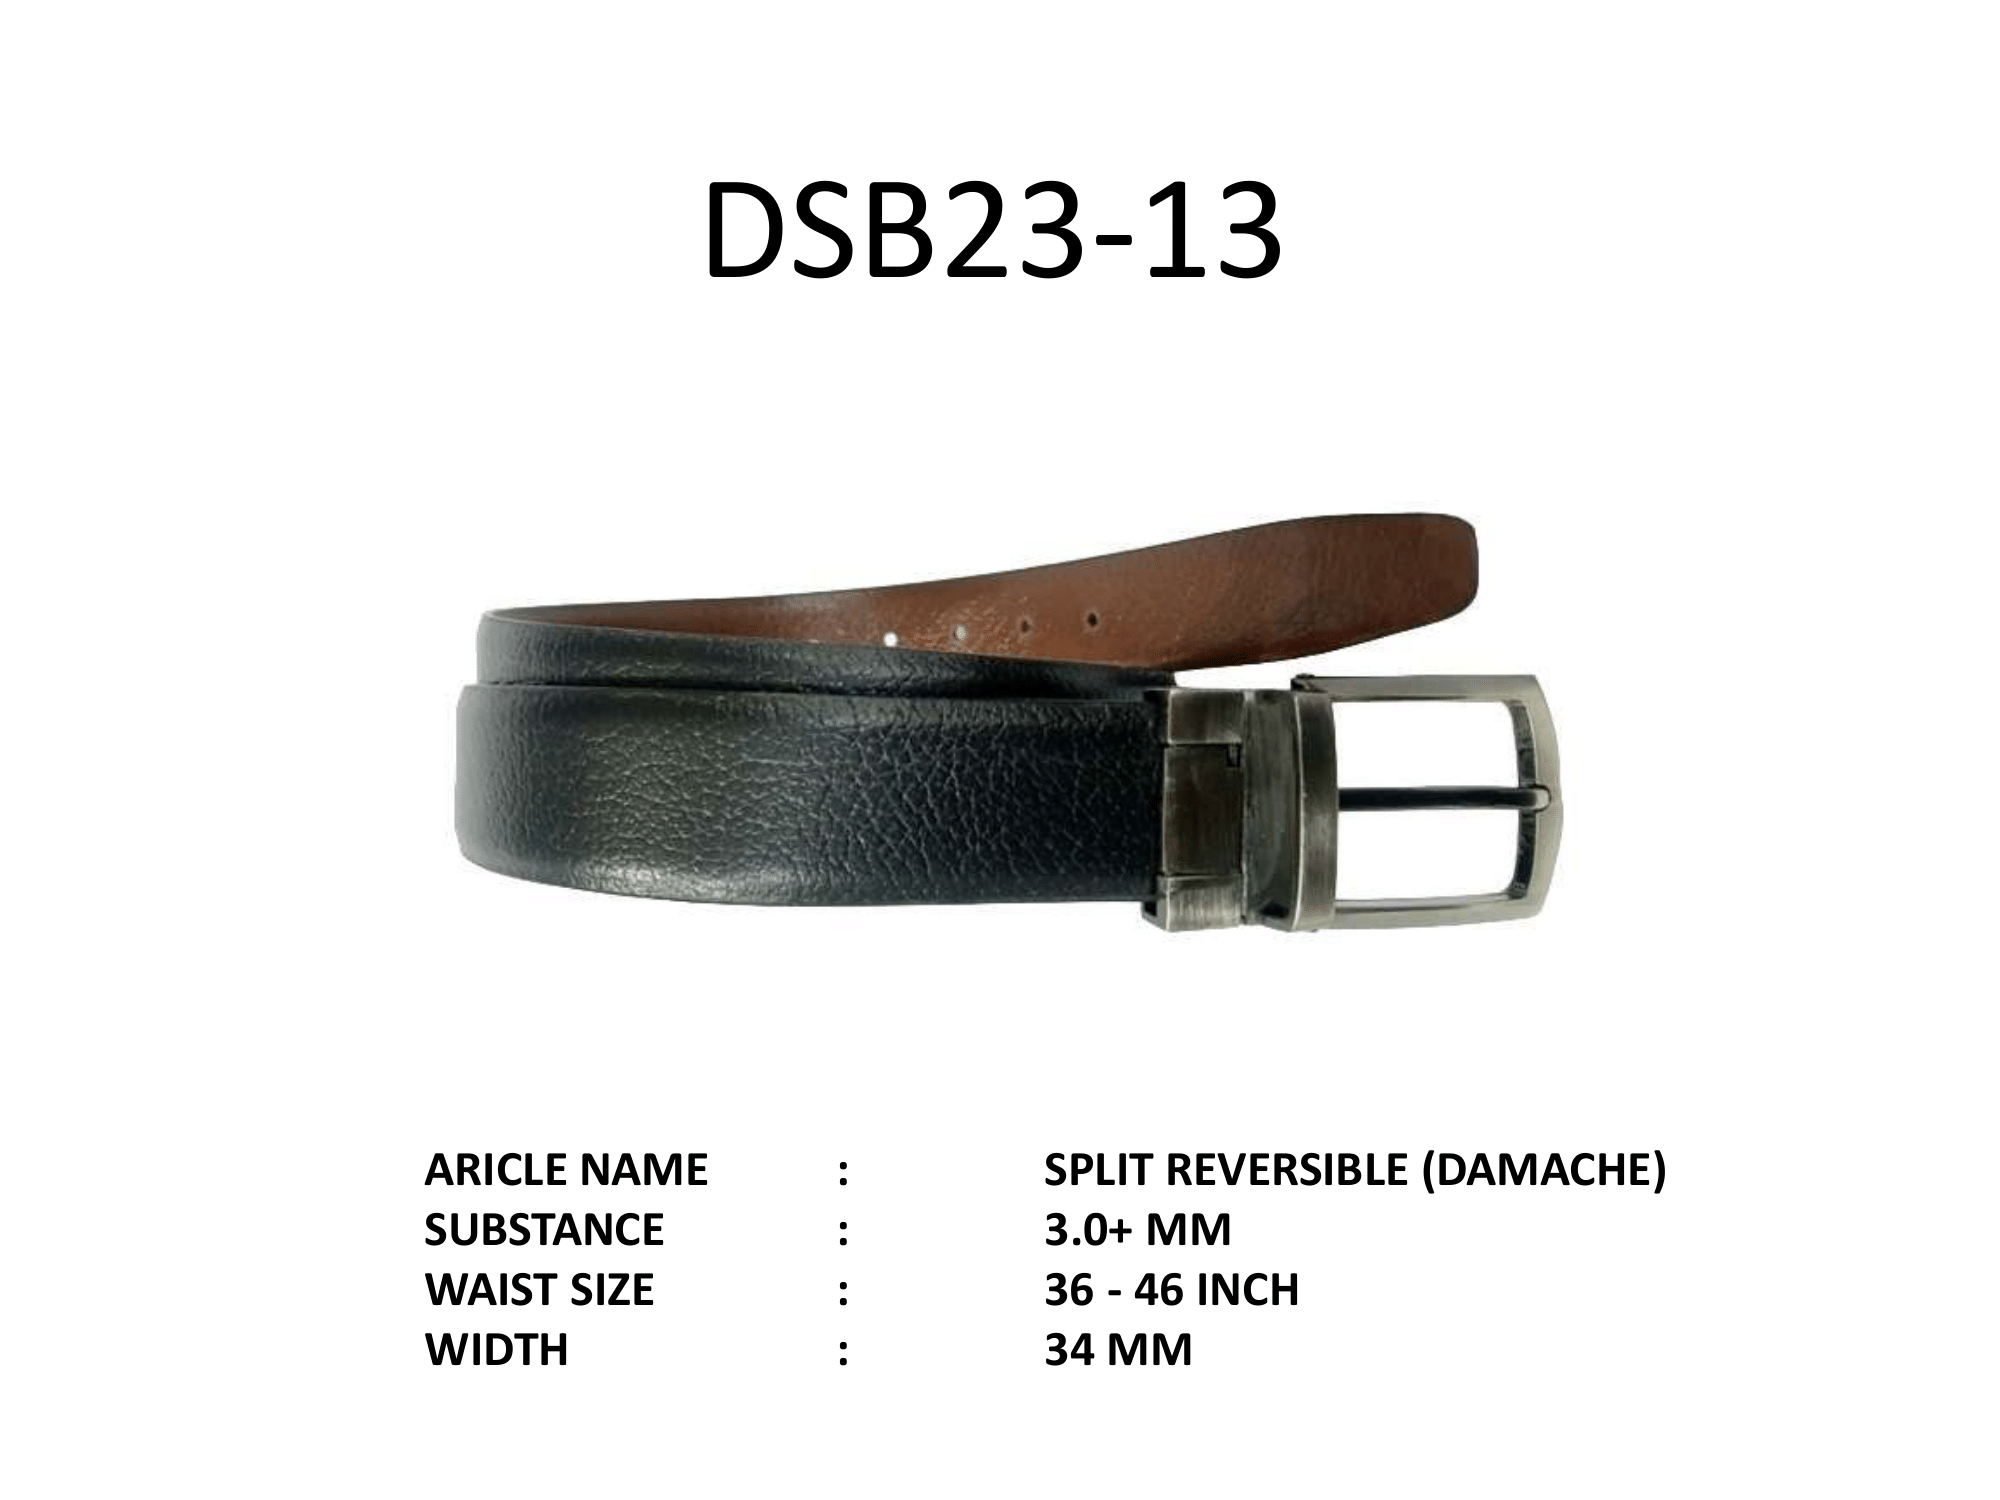 DSB23-13
ARICLE NAME : SPLIT REVERSIBLE (DAMACHE)
SUBSTANCE : 3.0+ MM
WAIST SIZE : 36 - 46 INCH
WIDTH : 34 MM